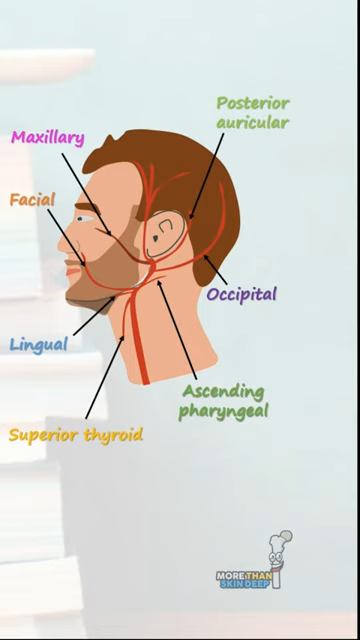 Posterior
auricular
Maxillary
Facial
Occipital
Lingual
Ascending
pharyngeal
Superior thyroid
MORE THAN
SKIN DEEP